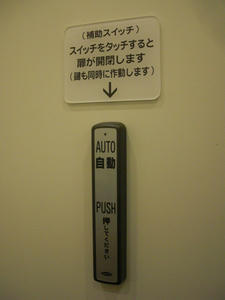 （補助スイッチ）
スイッチをタッチすると
扉が開閉します
（鍵も同時に作動します）
↓
AUTO
自動
PUSH
押してください